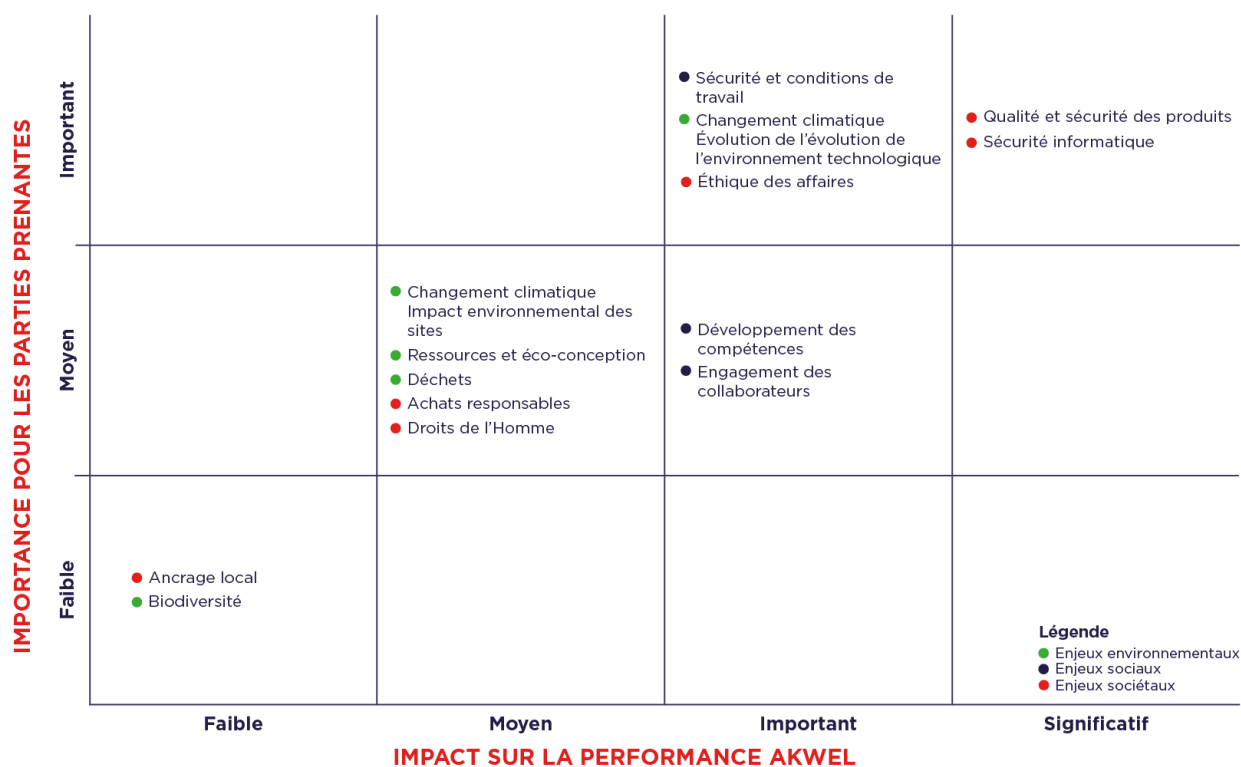 IMPORTANCE POUR LES PARTIES PRENANTES
Important
Sécurité et conditions de
travail
Changement climatique
Évolution de l’évolution de
l’environnement technologique
Éthique des affaires
Qualité et sécurité des produits
Sécurité informatique
Moyen
Changement climatique
Impact environnemental des
sites
Ressources et éco-conception
Déchets
Achats responsables
Droits de l’Homme
Développement des
compétences
Engagement des
collaborateurs
Faible
Ancrage local
Biodiversité
Légende
Enjeux environnementaux
Enjeux sociaux
Enjeux sociétaux
Faible
Moyen
Important
Significatif
IMPACT SUR LA PERFORMANCE AKWEL